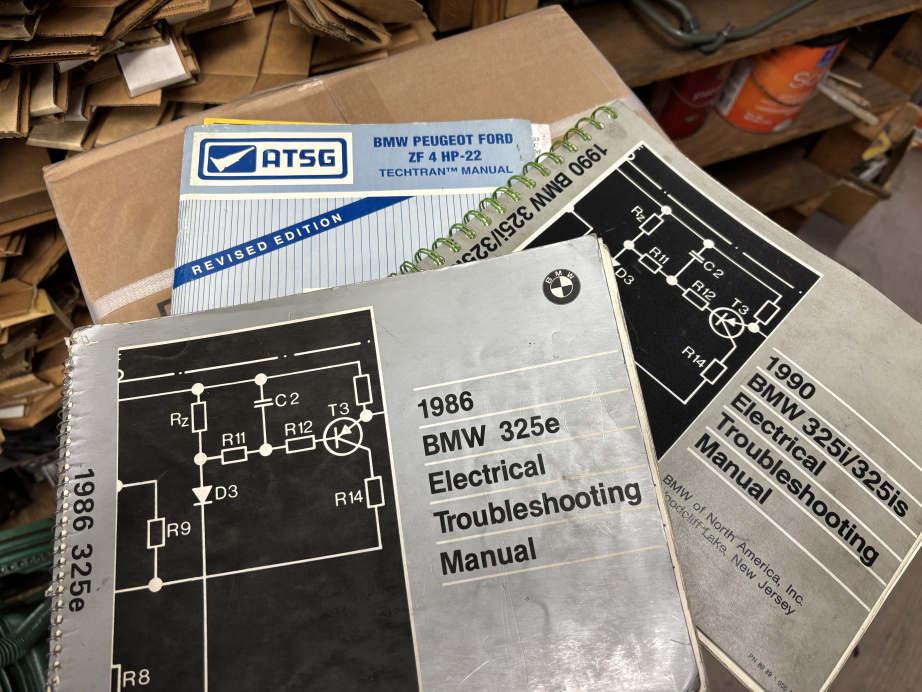 ATSG
BMW PEUGEOT FORD
ZF 4 HP-22
TECHTRAN™ MANUAL
REVISED EDITION
1990 BMW 325i/325i
Rz
R11
D3
C2
R12
T3
R14
1990
BMW 325i/325is
Electrical
Troubleshooting
Manual
BMW of North America, Inc.
Woodcliff Lake, New Jersey
BMW
1986
BMW 325e
Electrical
Troubleshooting
Manual
1986 325e
Rz
C2
T3
R11
R12
D3
R14
R9
R8